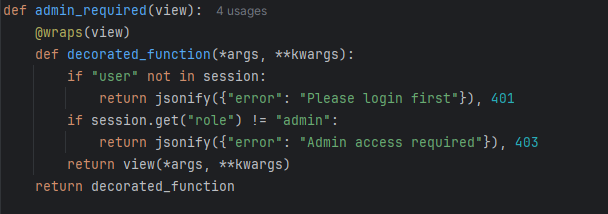 def admin_required(view): 4 usages
    @wraps(view)
    def decorated_function(*args, **kwargs):
        if "user" not in session:
            return jsonify({"error": "Please login first"}), 401
        if session.get("role") != "admin":
            return jsonify({"error": "Admin access required"}), 403
        return view(*args, **kwargs)
    return decorated_function